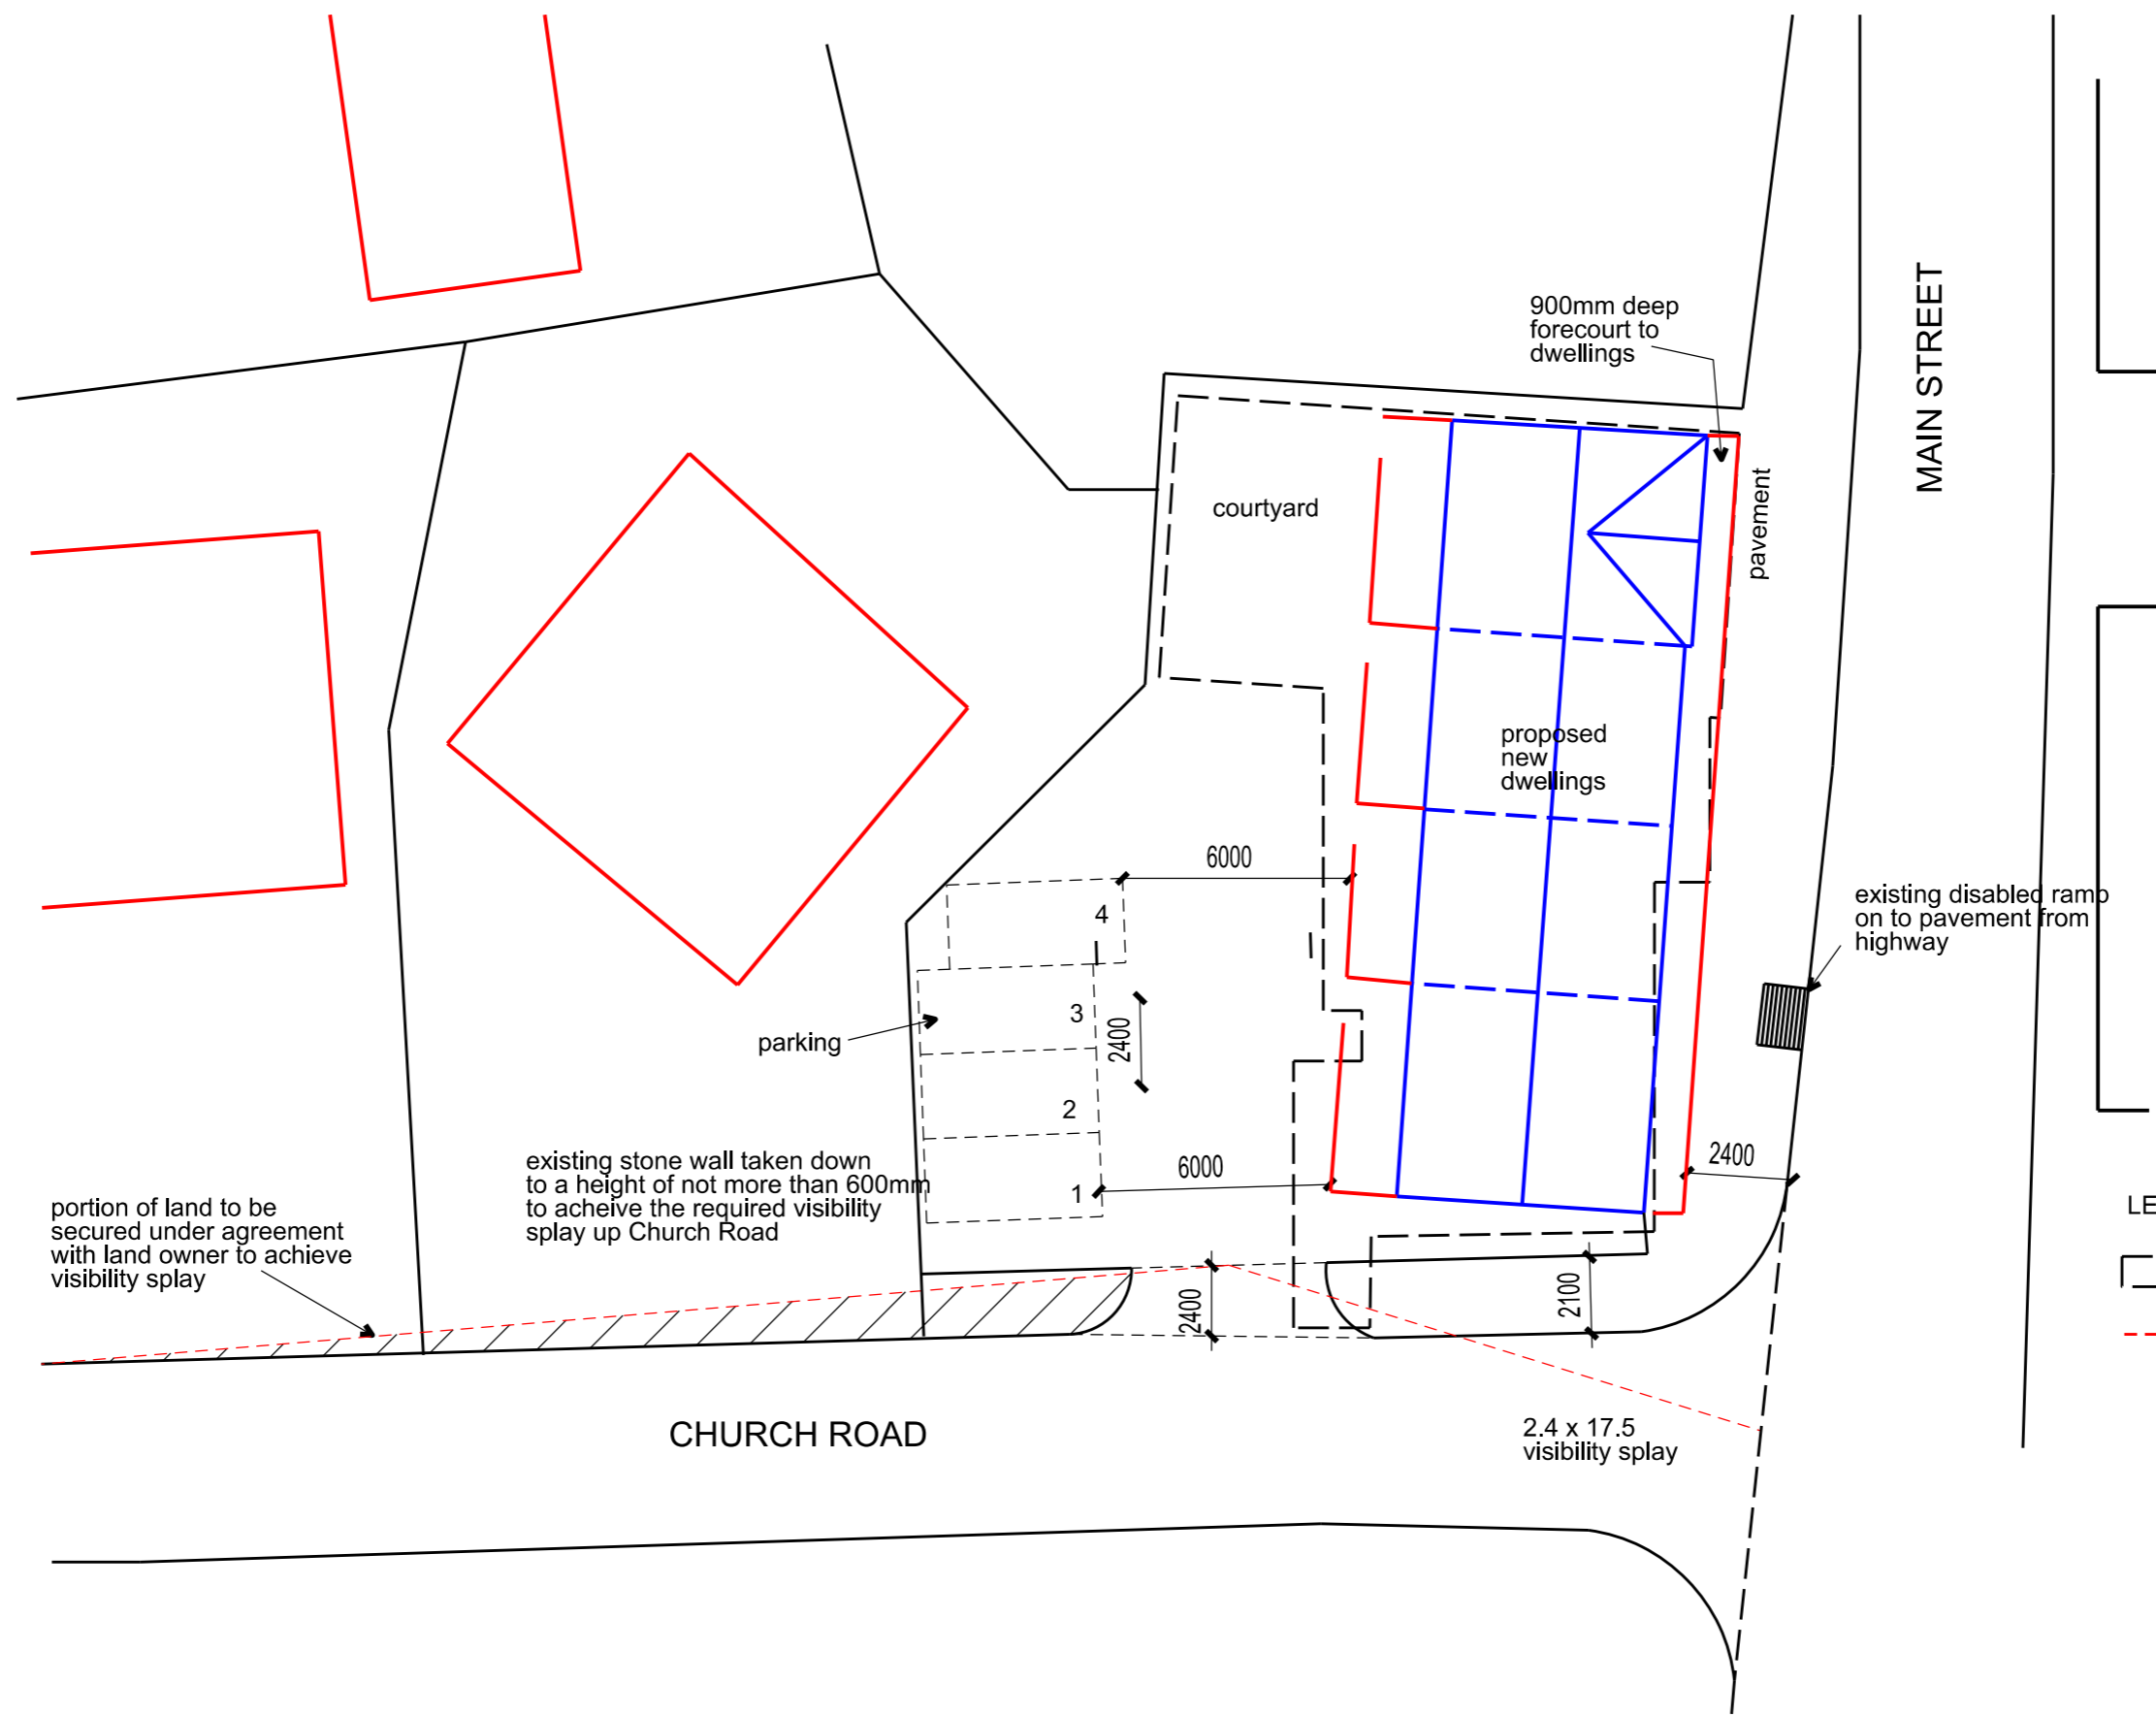 900mm deep
forecourt to
dwellings
MAIN STREET
courtyard
pavement
proposed
new
dwellings
6000
existing disabled ramp
on to pavement from
highway
4
3
2400
parking
2
1
6000
2400
existing stone wall taken down
to a height of not more than 600mm
to acheive the required visibility
splay up Church Road
portion of land to be
secured under agreement
with land owner to achieve
visibility splay
LE
2400
2100
CHURCH ROAD
2.4 x 17.5
visibility splay